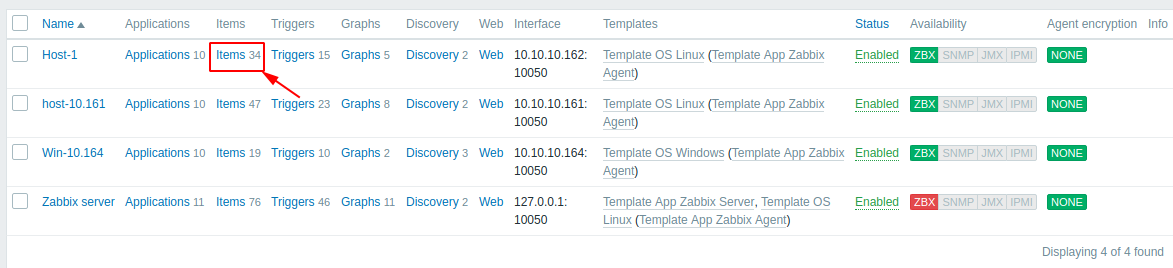 Name Applications Items Triggers Graphs Discovery Web Interface Templates Status Availability Agent encryption Info
Host-1 Applications 10 Items 34 Triggers 15 Graphs 5 Discovery 2 Web 10.10.10.162: Template OS Linux (Template App Zabbix Enabled ZBX SNMP JMX IPMI NONE
10050 Agent)
host-10.161 Applications 10 Items 47 Triggers 23 Graphs 8 Discovery 2 Web 10.10.10.161: Template OS Linux (Template App Zabbix Enabled ZBX SNMP JMX IPMI NONE
10050 Agent)
Win-10.164 Applications 10 Items 19 Triggers 10 Graphs 2 Discovery 3 Web 10.10.10.164: Template OS Windows (Template App Zabbix Enabled ZBX SNMP JMX IPMI NONE
10050 Agent)
Zabbix server Applications 11 Items 76 Triggers 46 Graphs 11 Discovery 2 Web 127.0.0.1: Template App Zabbix Server, Template OS Enabled ZBX SNMP JMX IPMI NONE
10050 Linux (Template App Zabbix Agent)
Displaying 4 of 4 found